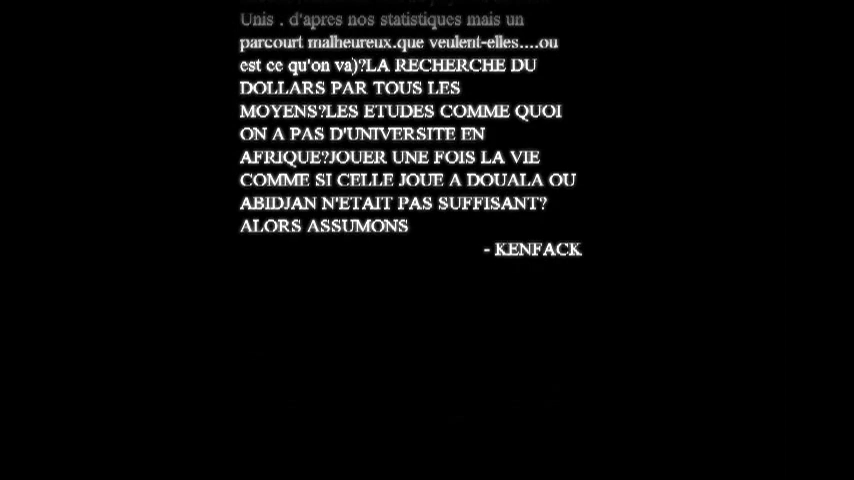 Unis . d'apres nos statistiques mais un
parcourt malheureux.que veulent-elles....ou
est ce qu'on va)?LA RECHERCHE DU
DOLLARS PAR TOUS LES
MOYENS?LES ETUDES COMME QUOI
ON A PAS D'UNIVERSITE EN
AFRIQUE?JOUER UNE FOIS LA VIE
COMME SI CELLE JOUE A DOUALA OU
ABIDJAN N'ETAIT PAS SUFFISANT?
ALORS ASSUMONS
- KENFACK